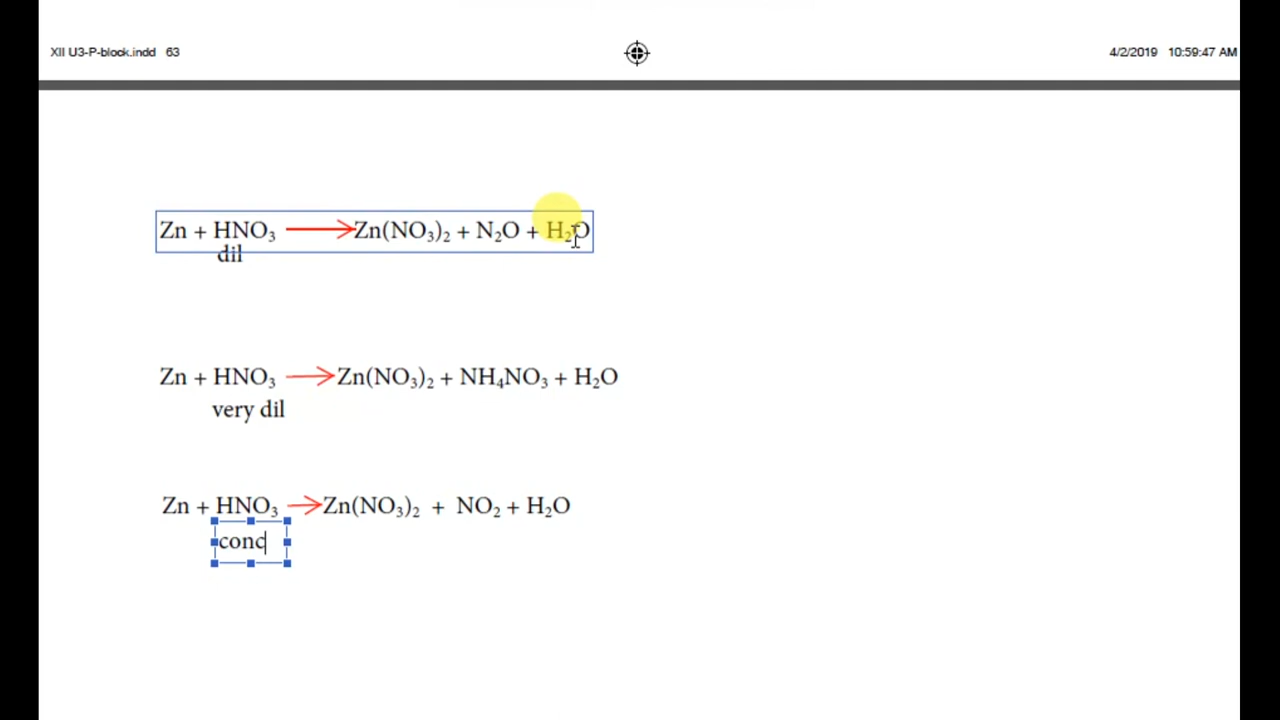 XII U3-P-block.indd 63 4/2/2019 10:59:47 AM
Zn + HNO₃ ⟶ Zn(NO₃)₂ + N₂O + H₂O
dil
Zn + HNO₃ ⟶ Zn(NO₃)₂ + NH₄NO₃ + H₂O
very dil
Zn + HNO₃ ⟶ Zn(NO₃)₂ + NO₂ + H₂O
conc